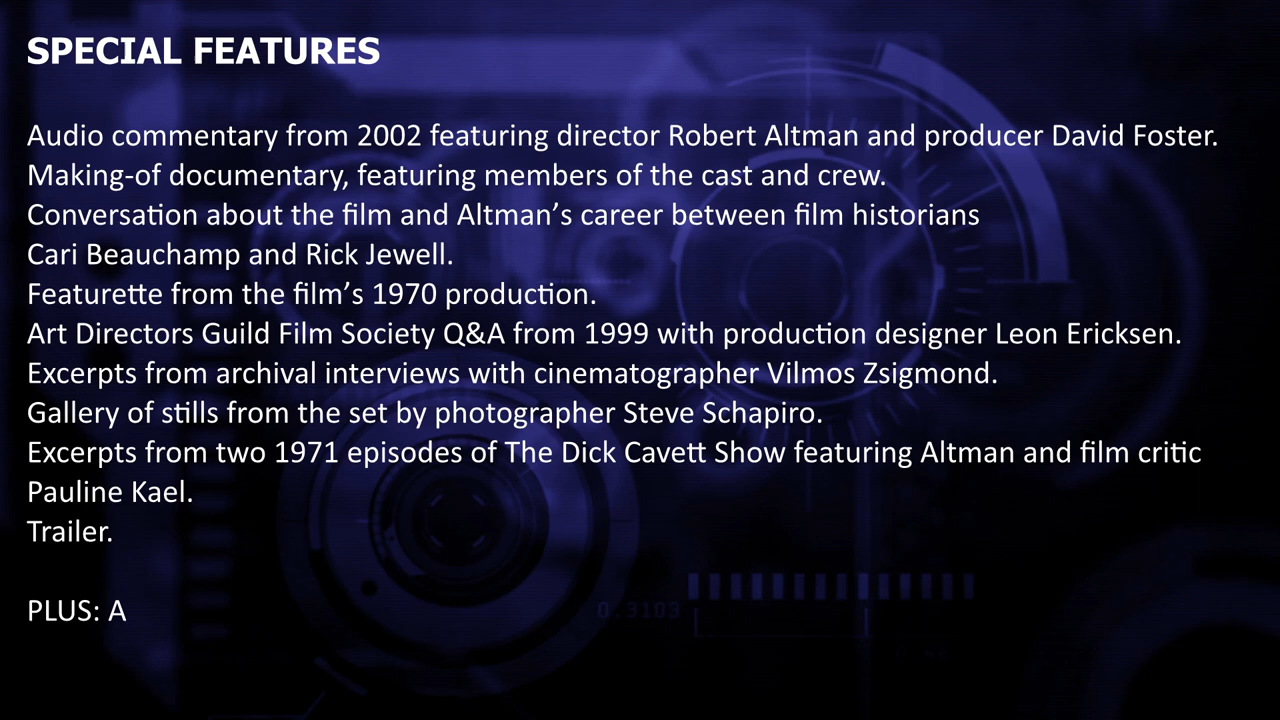 SPECIAL FEATURES
Audio commentary from 2002 featuring director Robert Altman and producer David Foster.
Making-of documentary, featuring members of the cast and crew.
Conversation about the film and Altman’s career between film historians
Cari Beauchamp and Rick Jewell.
Featurette from the film’s 1970 production.
Art Directors Guild Film Society Q&A from 1999 with production designer Leon Ericksen.
Excerpts from archival interviews with cinematographer Vilmos Zsigmond.
Gallery of stills from the set by photographer Steve Schapiro.
Excerpts from two 1971 episodes of The Dick Cavett Show featuring Altman and film critic
Pauline Kael.
Trailer.
PLUS: A
0.3103